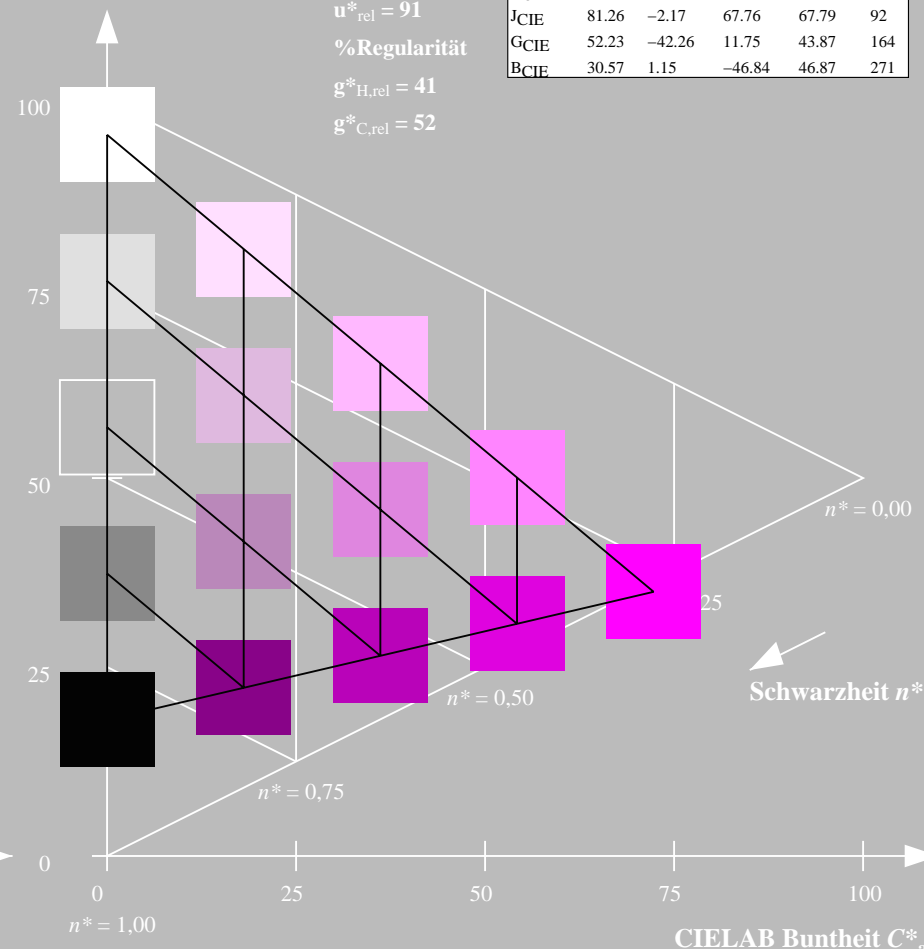 u*rel = 91
%Regularität
g*H,rel = 41
g*C,rel = 52
JCIE 81.26 −2.17 67.76 67.79 92
GCIE 52.23 −42.26 11.75 43.87 164
BCIE 30.57 1.15 −46.84 46.87 271
100
75
50
n* = 0,00
25
25
Schwarzheit n*
n* = 0,50
n* = 0,75
0
0 25 50 75 100
n* = 1,00
CIELAB Buntheit C*